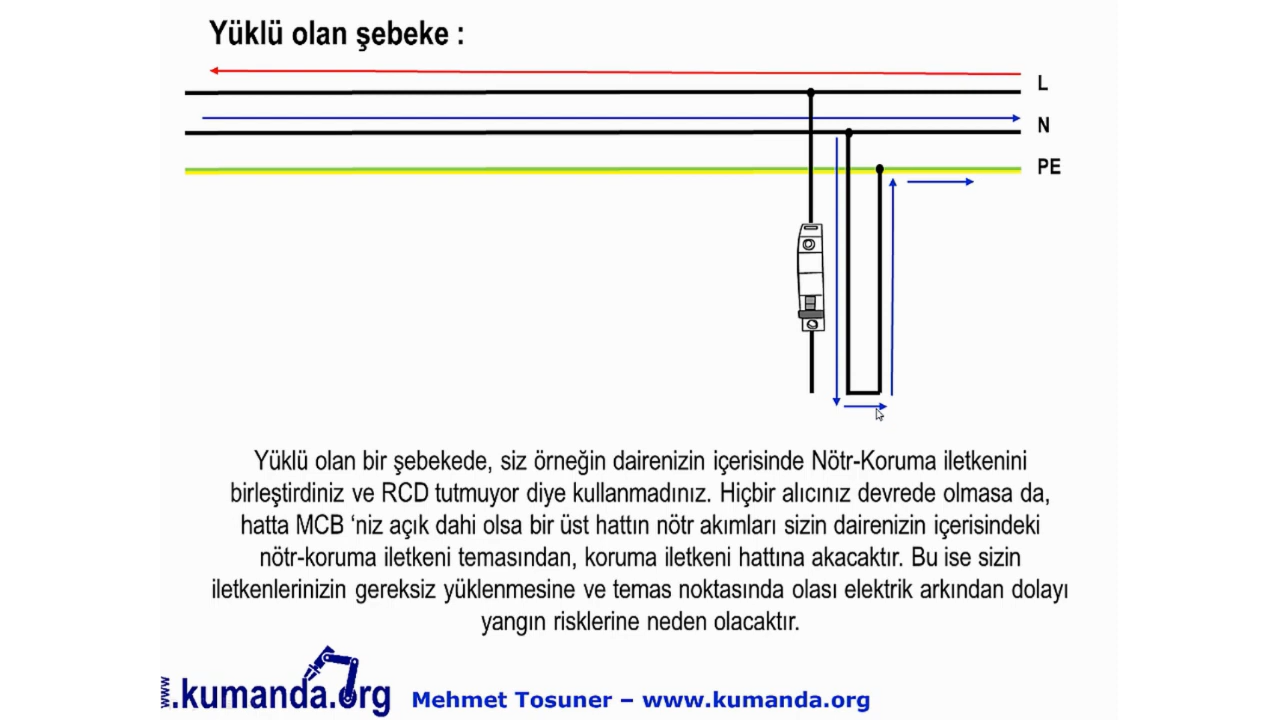 Yüklü olan şebeke :
L
N
PE
Yüklü olan bir şebekede, siz örneğin dairenizin içerisinde Nötr-Koruma iletkenini
birleştirdiniz ve RCD tutmuyor diye kullanmadınız. Hiçbir alıcınız devrede olmasa da,
hatta MCB ‘niz açık dahi olsa bir üst hattın nötr akımları sizin dairenizin içerisindeki
nötr-koruma iletkeni temasından, koruma iletkeni hattına akacaktır. Bu ise sizin
iletkenlerinizin gereksiz yüklenmesine ve temas noktasında olası elektrik arkından dolayı
yangın risklerine neden olacaktır.
www.kumanda.org
Mehmet Tosuner – www.kumanda.org